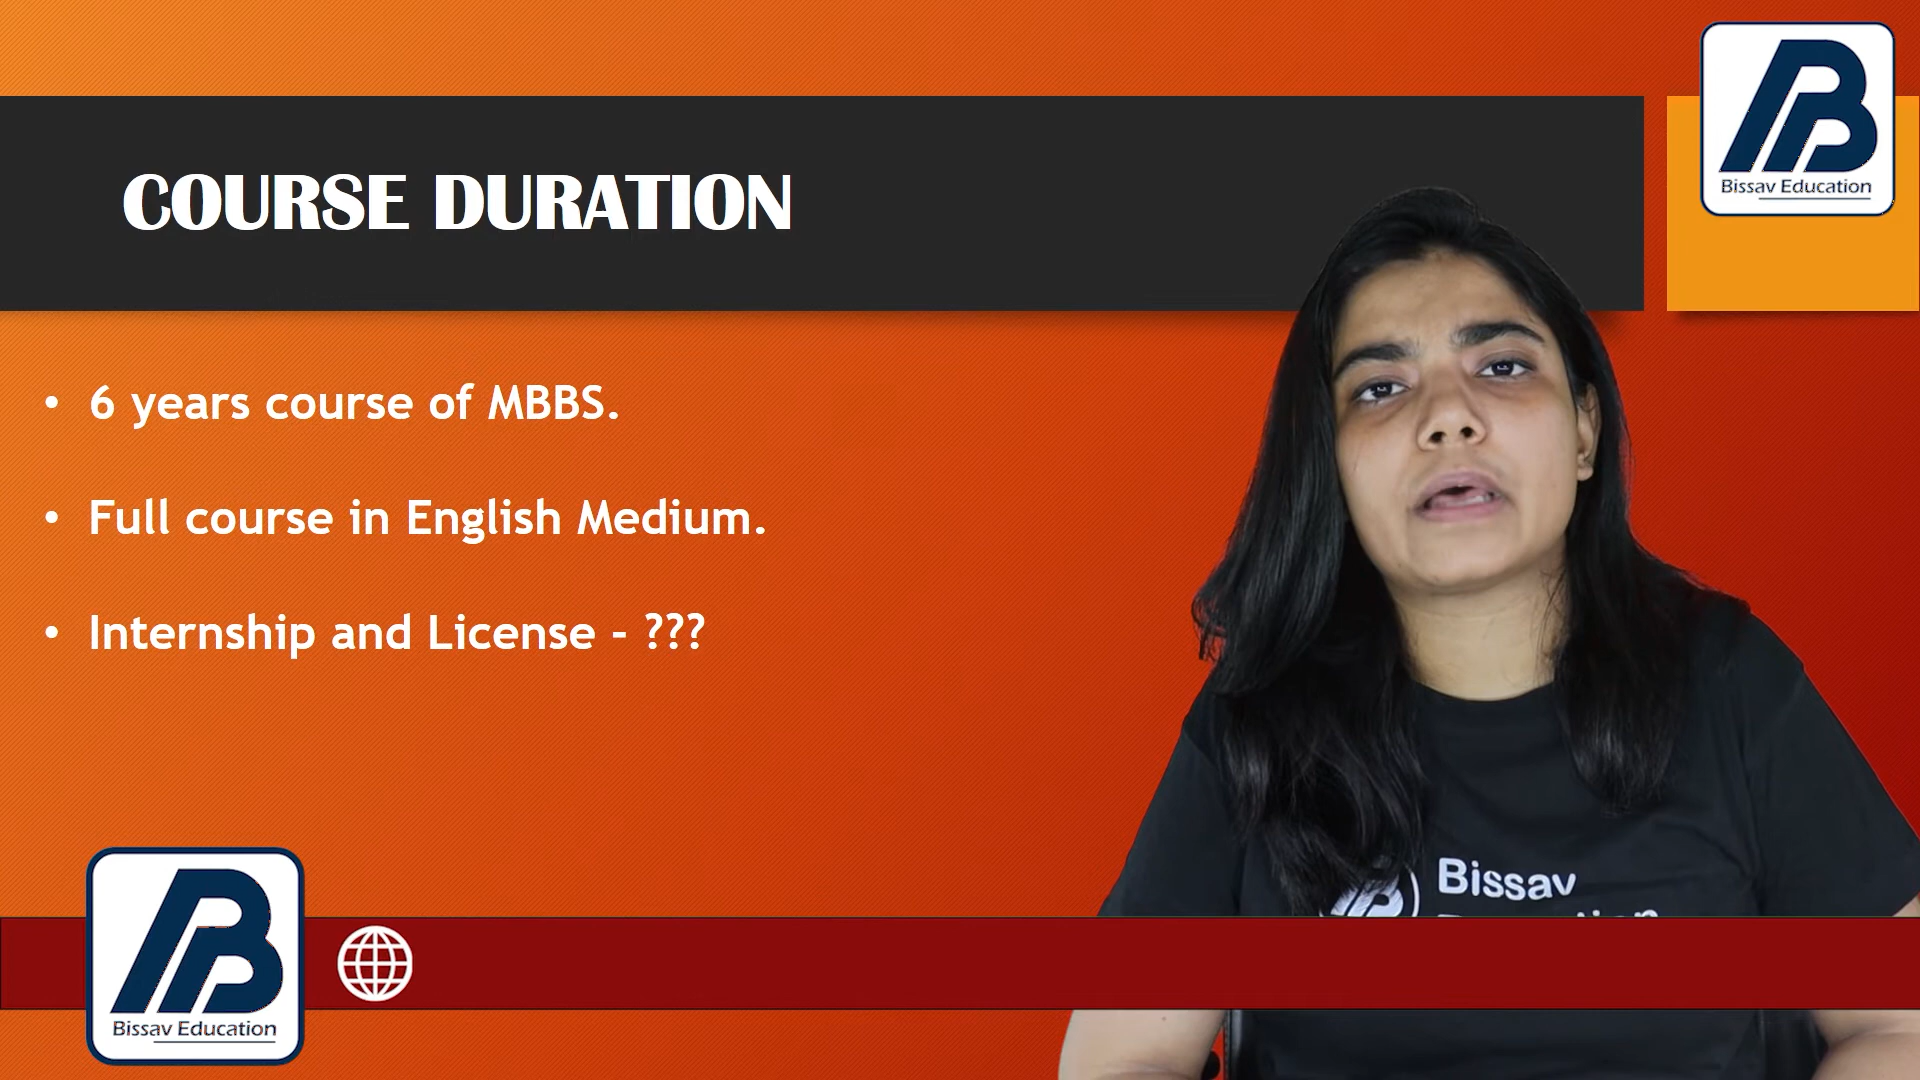 Bissav Education
COURSE DURATION
• 6 years course of MBBS.
• Full course in English Medium.
• Internship and License - ???
Bissav
Bissav Education